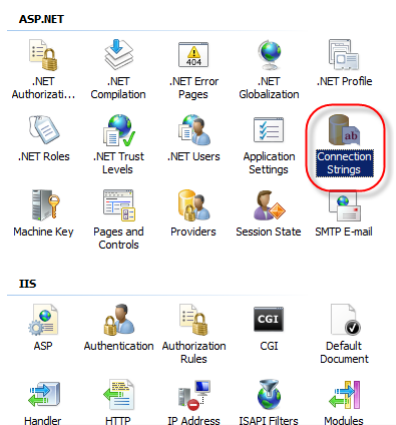 ASP.NET
404
.NET Authorizati...
.NET Compilation
.NET Error Pages
.NET Globalization
.NET Profile
ab
.NET Roles
.NET Trust Levels
.NET Users
Application Settings
Connection Strings
Machine Key
Pages and Controls
Providers
Session State
SMTP E-mail
IIS
CGI
ASP
Authentication
Authorization Rules
CGI
Default Document
Handler
HTTP
IP Address
ISAPI Filters
Modules